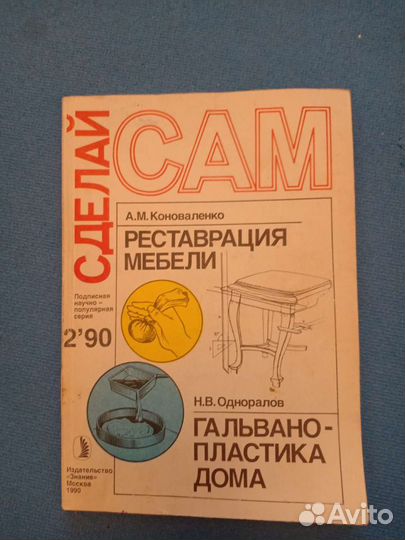 СДЕЛАЙ
САМ
А.М. Коноваленко
РЕСТАВРАЦИЯ
МЕБЕЛИ
Подписная
научно-
популярная
серия
2'90
Н.В. Одноралов
ГАЛЬВАНО-
ПЛАСТИКА
ДОМА
Издательство
«Знание»
Москва
1990
Avito